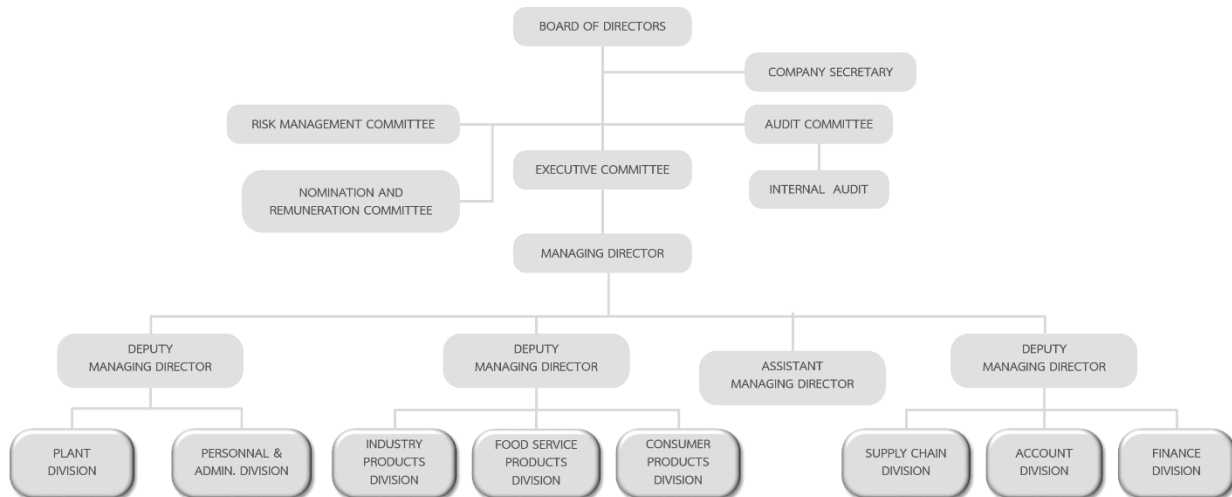 BOARD OF DIRECTORS
COMPANY SECRETARY
RISK MANAGEMENT COMMITTEE
AUDIT COMMITTEE
EXECUTIVE COMMITTEE
NOMINATION AND
REMUNERATION COMMITTEE
INTERNAL AUDIT
MANAGING DIRECTOR
DEPUTY
MANAGING DIRECTOR
DEPUTY
MANAGING DIRECTOR
ASSISTANT
MANAGING DIRECTOR
DEPUTY
MANAGING DIRECTOR
PLANT
DIVISION
PERSONNAL &
ADMIN. DIVISION
INDUSTRY
PRODUCTS
DIVISION
FOOD SERVICE
PRODUCTS
DIVISION
CONSUMER
PRODUCTS
DIVISION
SUPPLY CHAIN
DIVISION
ACCOUNT
DIVISION
FINANCE
DIVISION